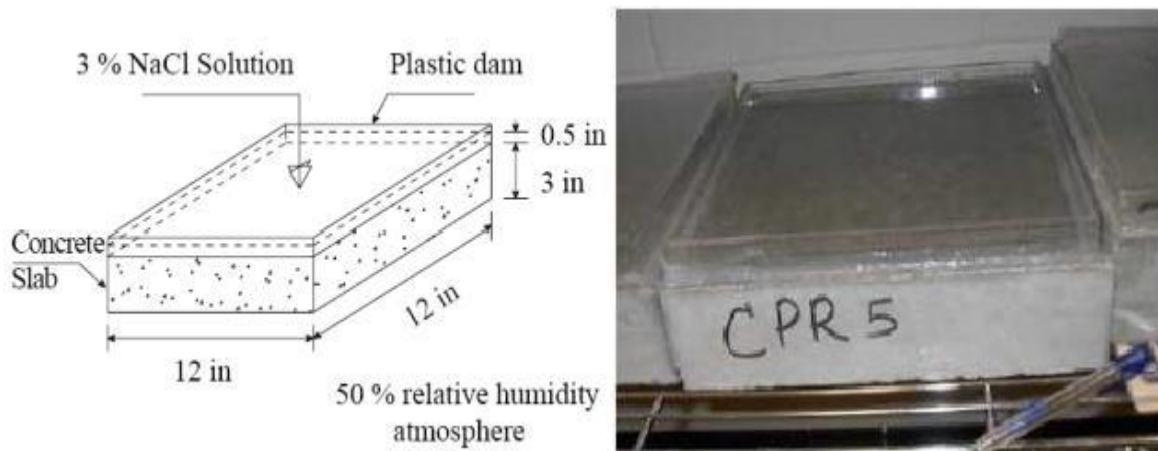 3 % NaCl Solution
Plastic dam
0.5 in
3 in
Concrete
Slab
12 in
12 in
50 % relative humidity
atmosphere
CPR 5